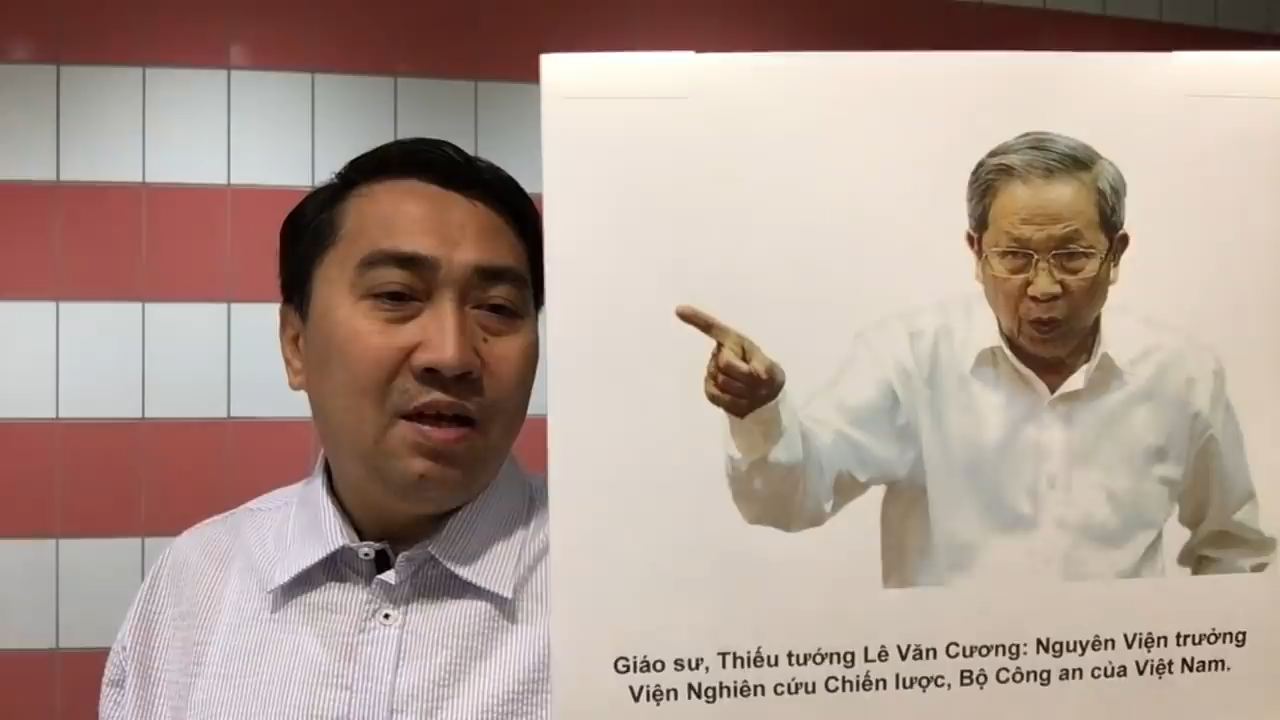 Giáo sư, Thiếu tướng Lê Văn Cương: Nguyên Viện trưởng
Viện Nghiên cứu Chiến lược, Bộ Công an của Việt Nam.